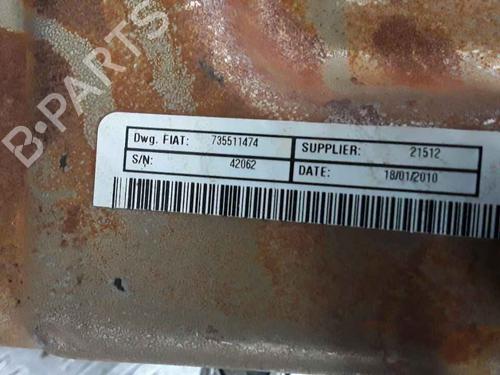 B-PARTS
Dwg. FIAT: 735511474
SUPPLIER: 21512
S/N: 42062
DATE: 18/01/2010